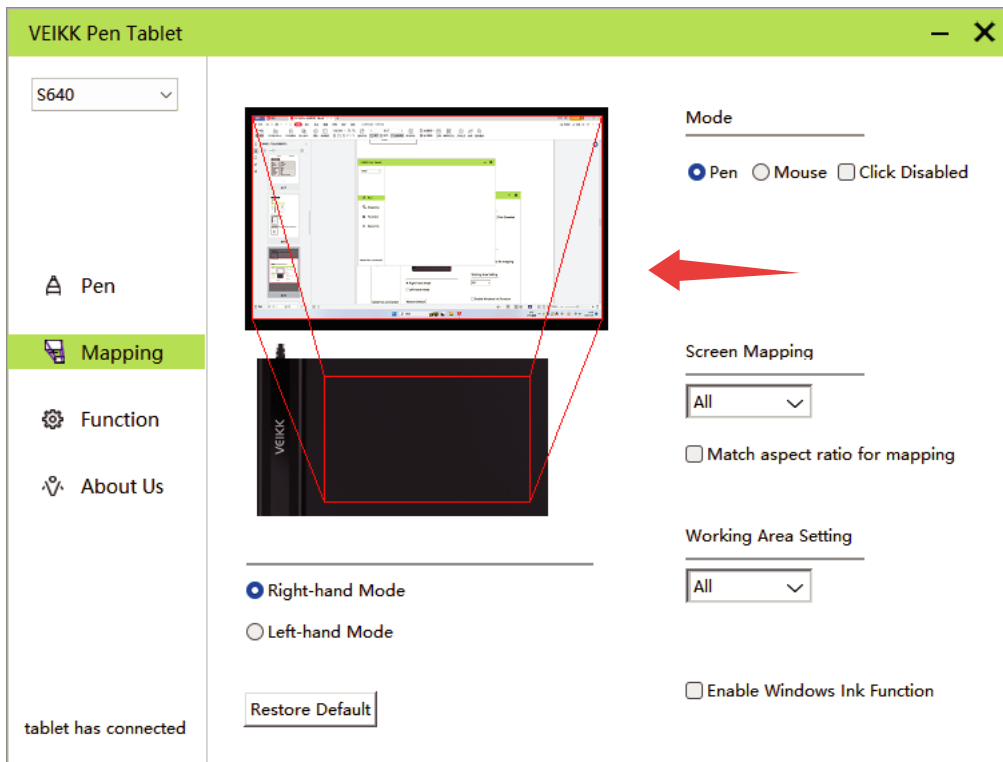 VEIKK Pen Tablet
S640
Pen
Mapping
Function
About Us
tablet has connected
VEIKK
Right-hand Mode
Left-hand Mode
Restore Default
Mode
Pen Mouse Click Disabled
Screen Mapping
All
Match aspect ratio for mapping
Working Area Setting
All
Enable Windows Ink Function